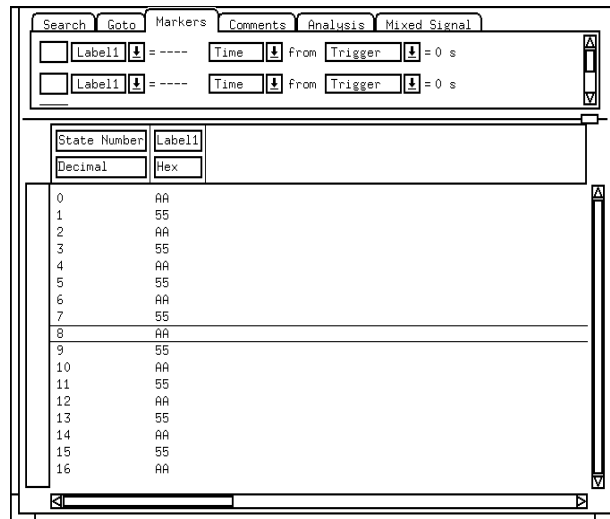 Search Goto Markers Comments Analysis Mixed Signal
Label1 = ---- Time from Trigger = 0 s
Label1 = ---- Time from Trigger = 0 s
State Number Label1
Decimal Hex
0 AA
1 55
2 AA
3 55
4 AA
5 55
6 AA
7 55
8 AA
9 55
10 AA
11 55
12 AA
13 55
14 AA
15 55
16 AA